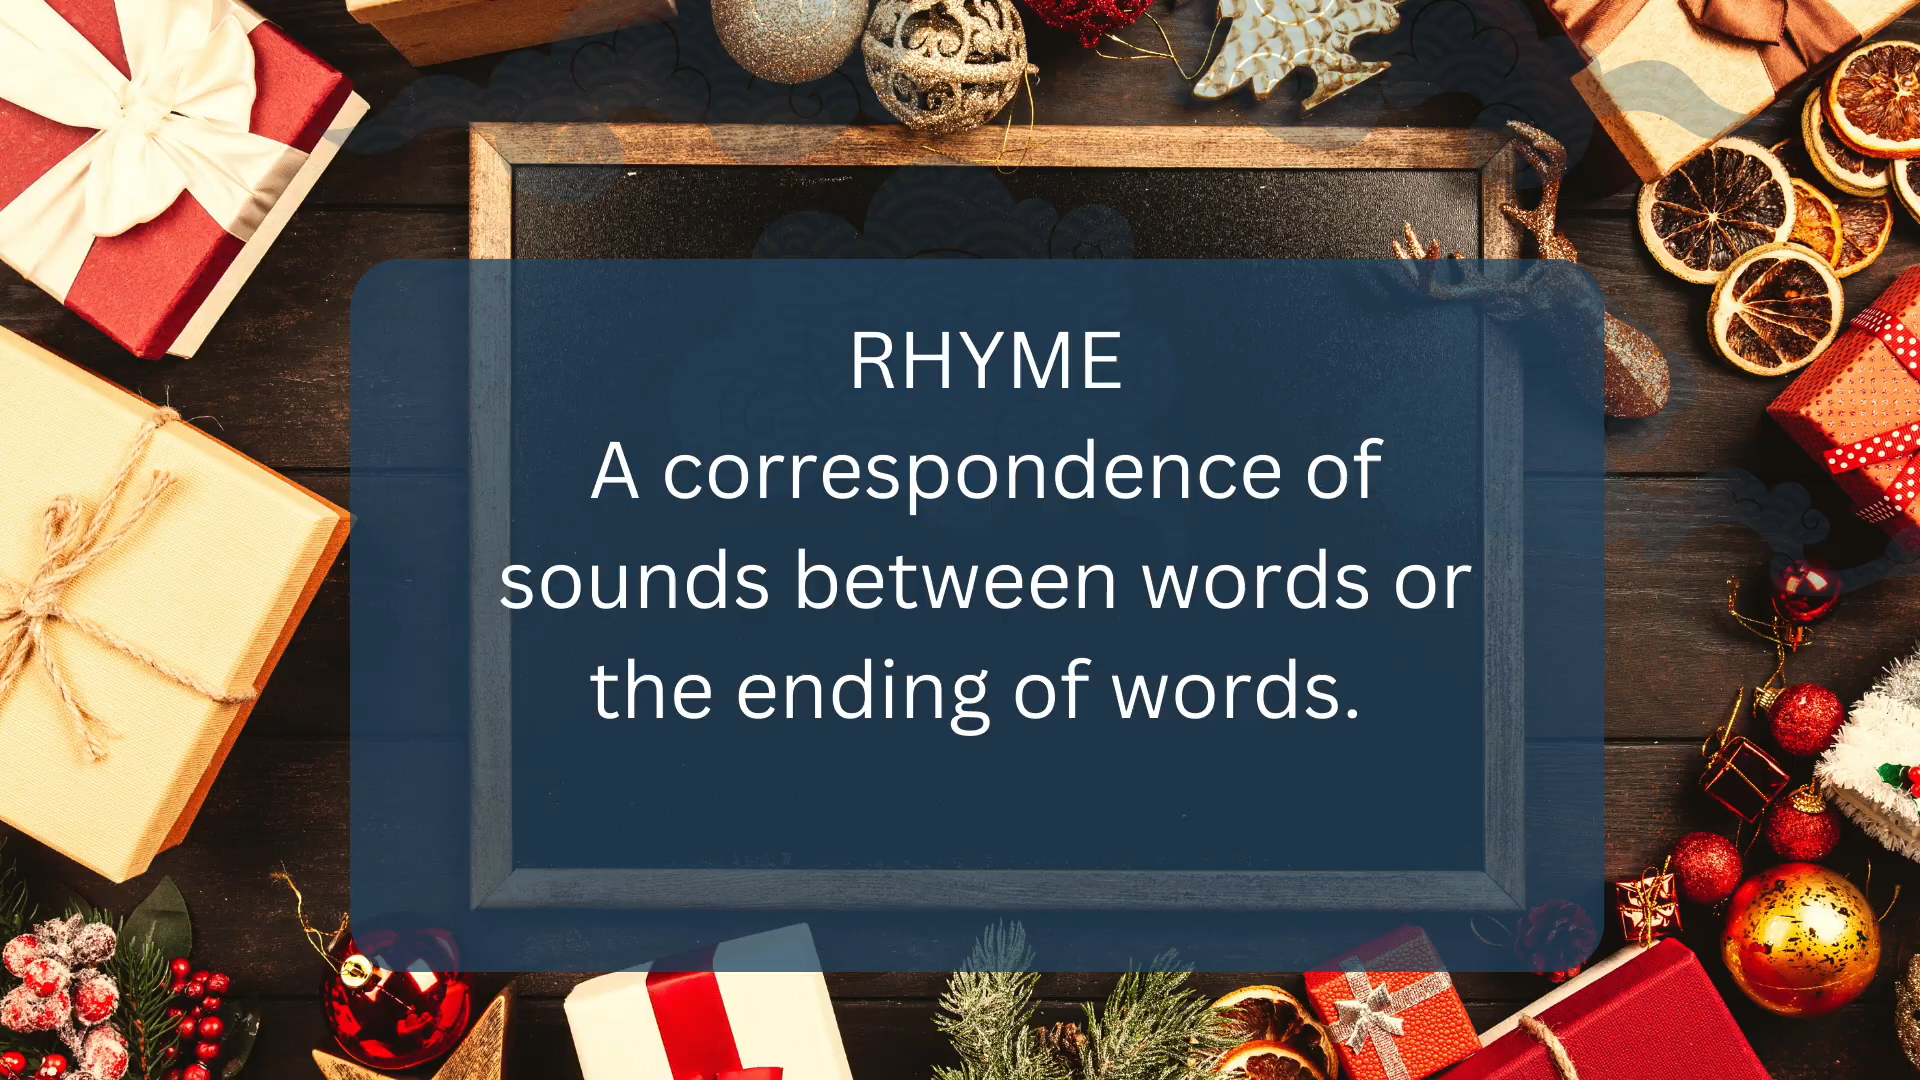 RHYME
A correspondence of
sounds between words or
the ending of words.